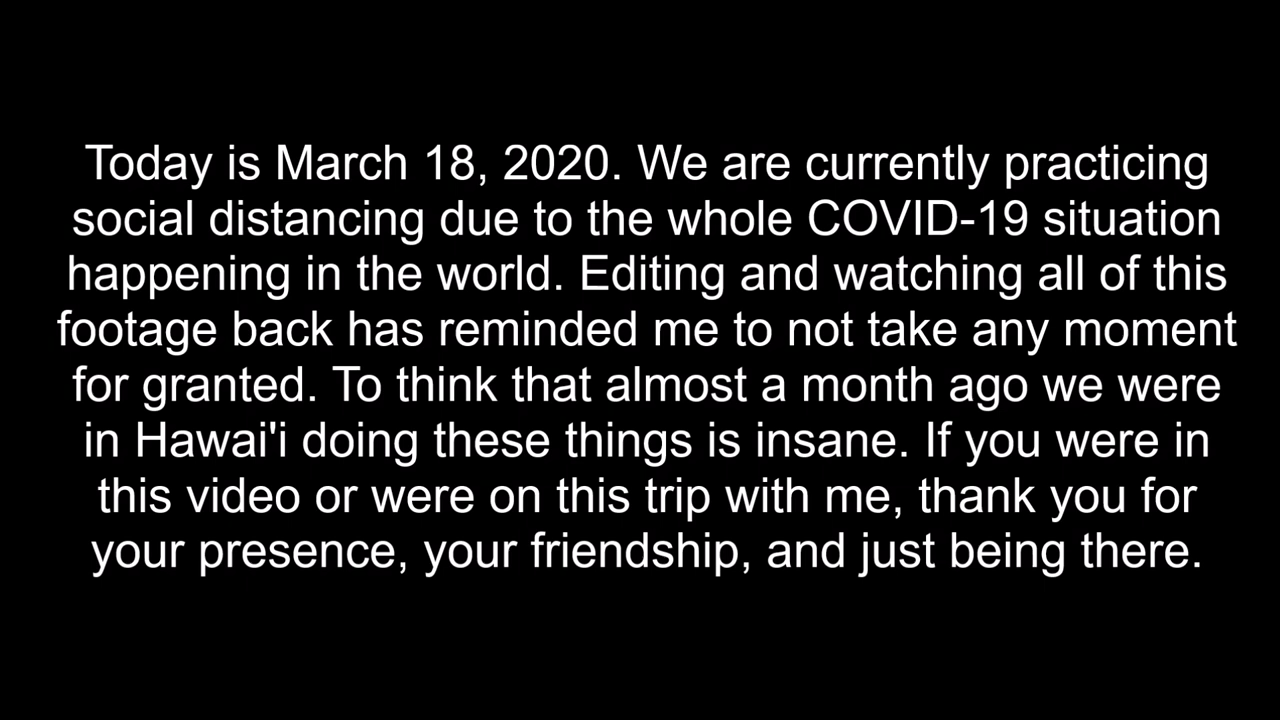 Today is March 18, 2020. We are currently practicing
social distancing due to the whole COVID-19 situation
happening in the world. Editing and watching all of this
footage back has reminded me to not take any moment
for granted. To think that almost a month ago we were
in Hawai'i doing these things is insane. If you were in
this video or were on this trip with me, thank you for
your presence, your friendship, and just being there.